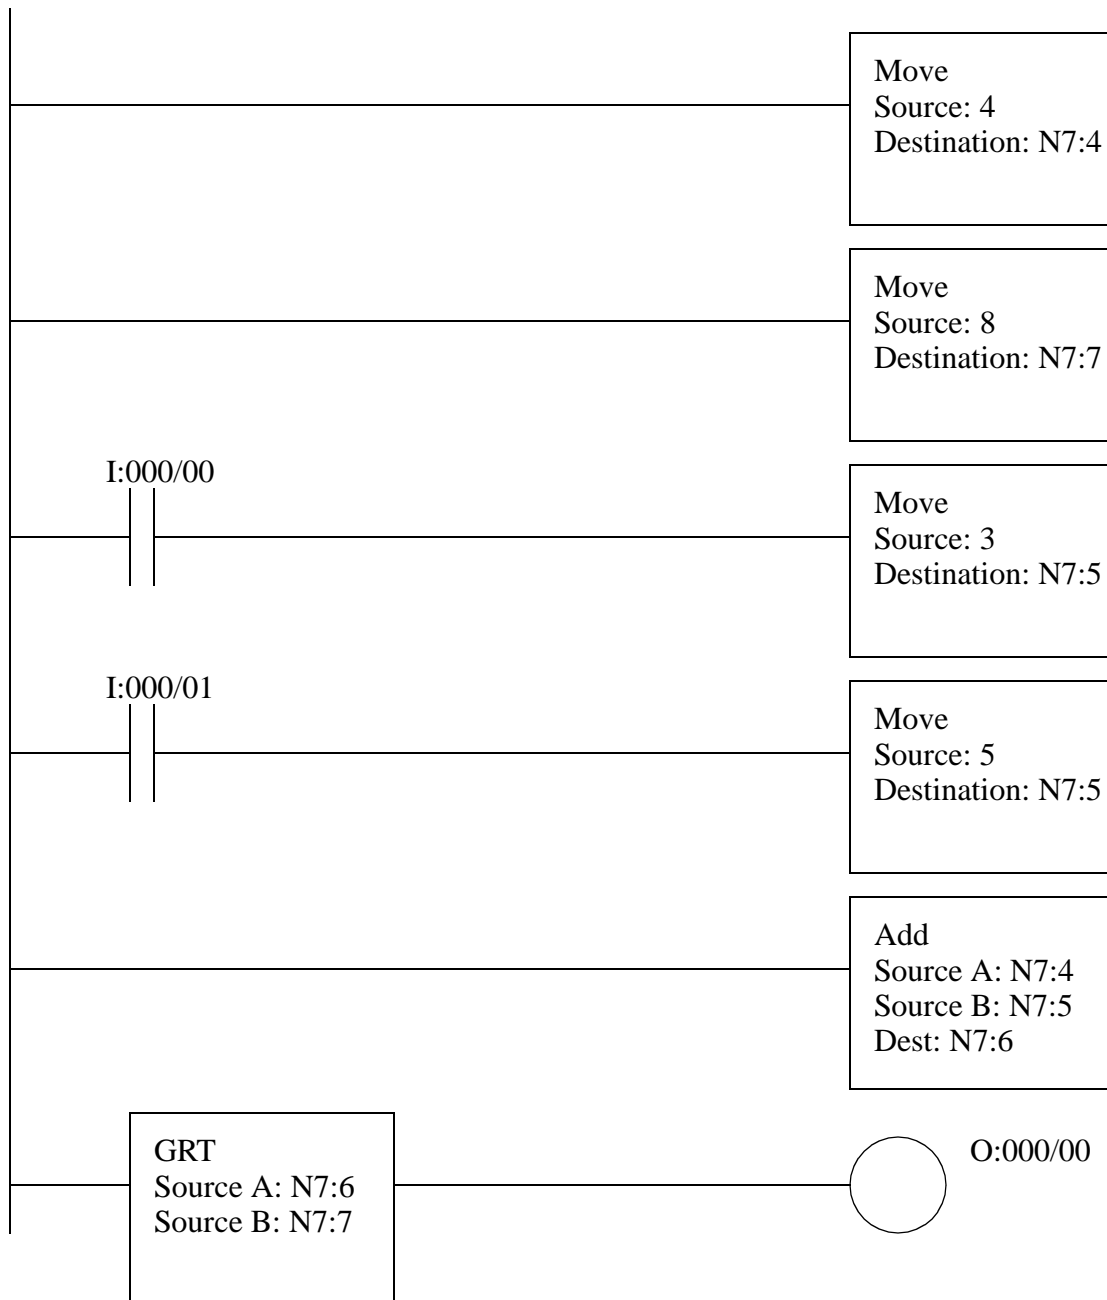 Move
Source: 4
Destination: N7:4
Move
Source: 8
Destination: N7:7
I:000/00
Move
Source: 3
Destination: N7:5
I:000/01
Move
Source: 5
Destination: N7:5
Add
Source A: N7:4
Source B: N7:5
Dest: N7:6
GRT
Source A: N7:6
Source B: N7:7
O:000/00